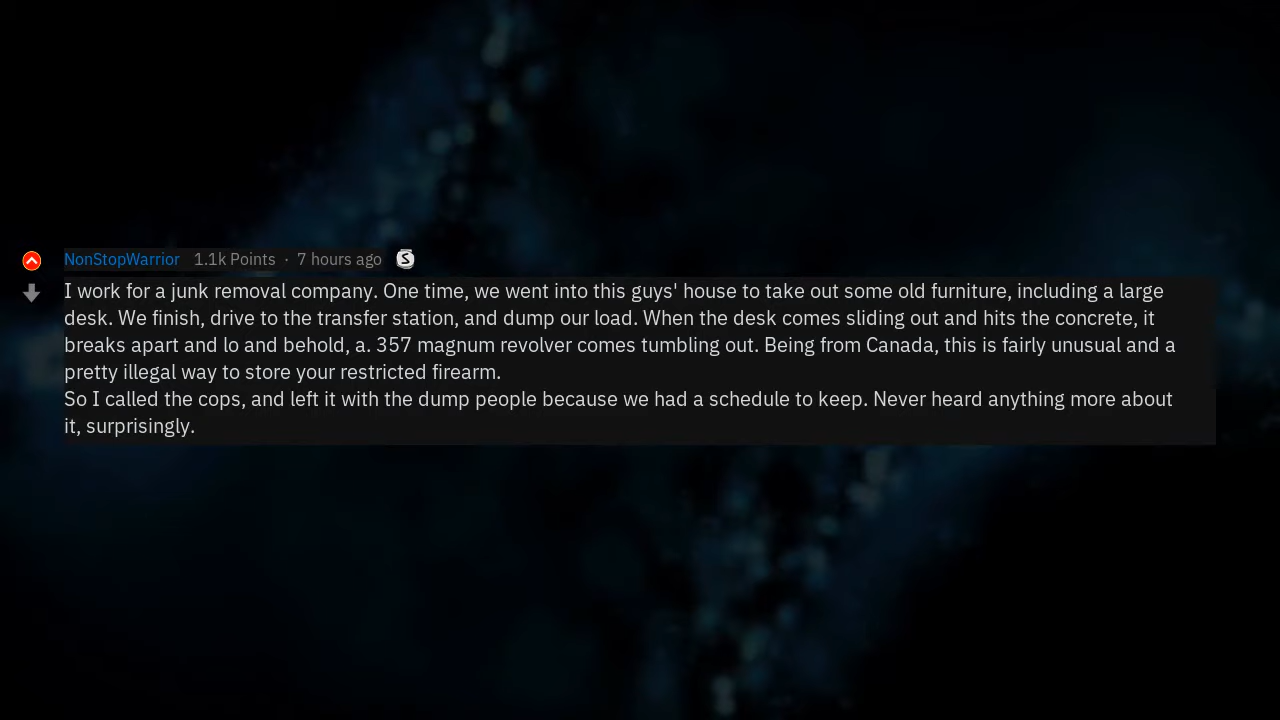 NonStopWarrior 1.1k Points · 7 hours ago S
I work for a junk removal company. One time, we went into this guys' house to take out some old furniture, including a large
desk. We finish, drive to the transfer station, and dump our load. When the desk comes sliding out and hits the concrete, it
breaks apart and lo and behold, a. 357 magnum revolver comes tumbling out. Being from Canada, this is fairly unusual and a
pretty illegal way to store your restricted firearm.
So I called the cops, and left it with the dump people because we had a schedule to keep. Never heard anything more about
it, surprisingly.